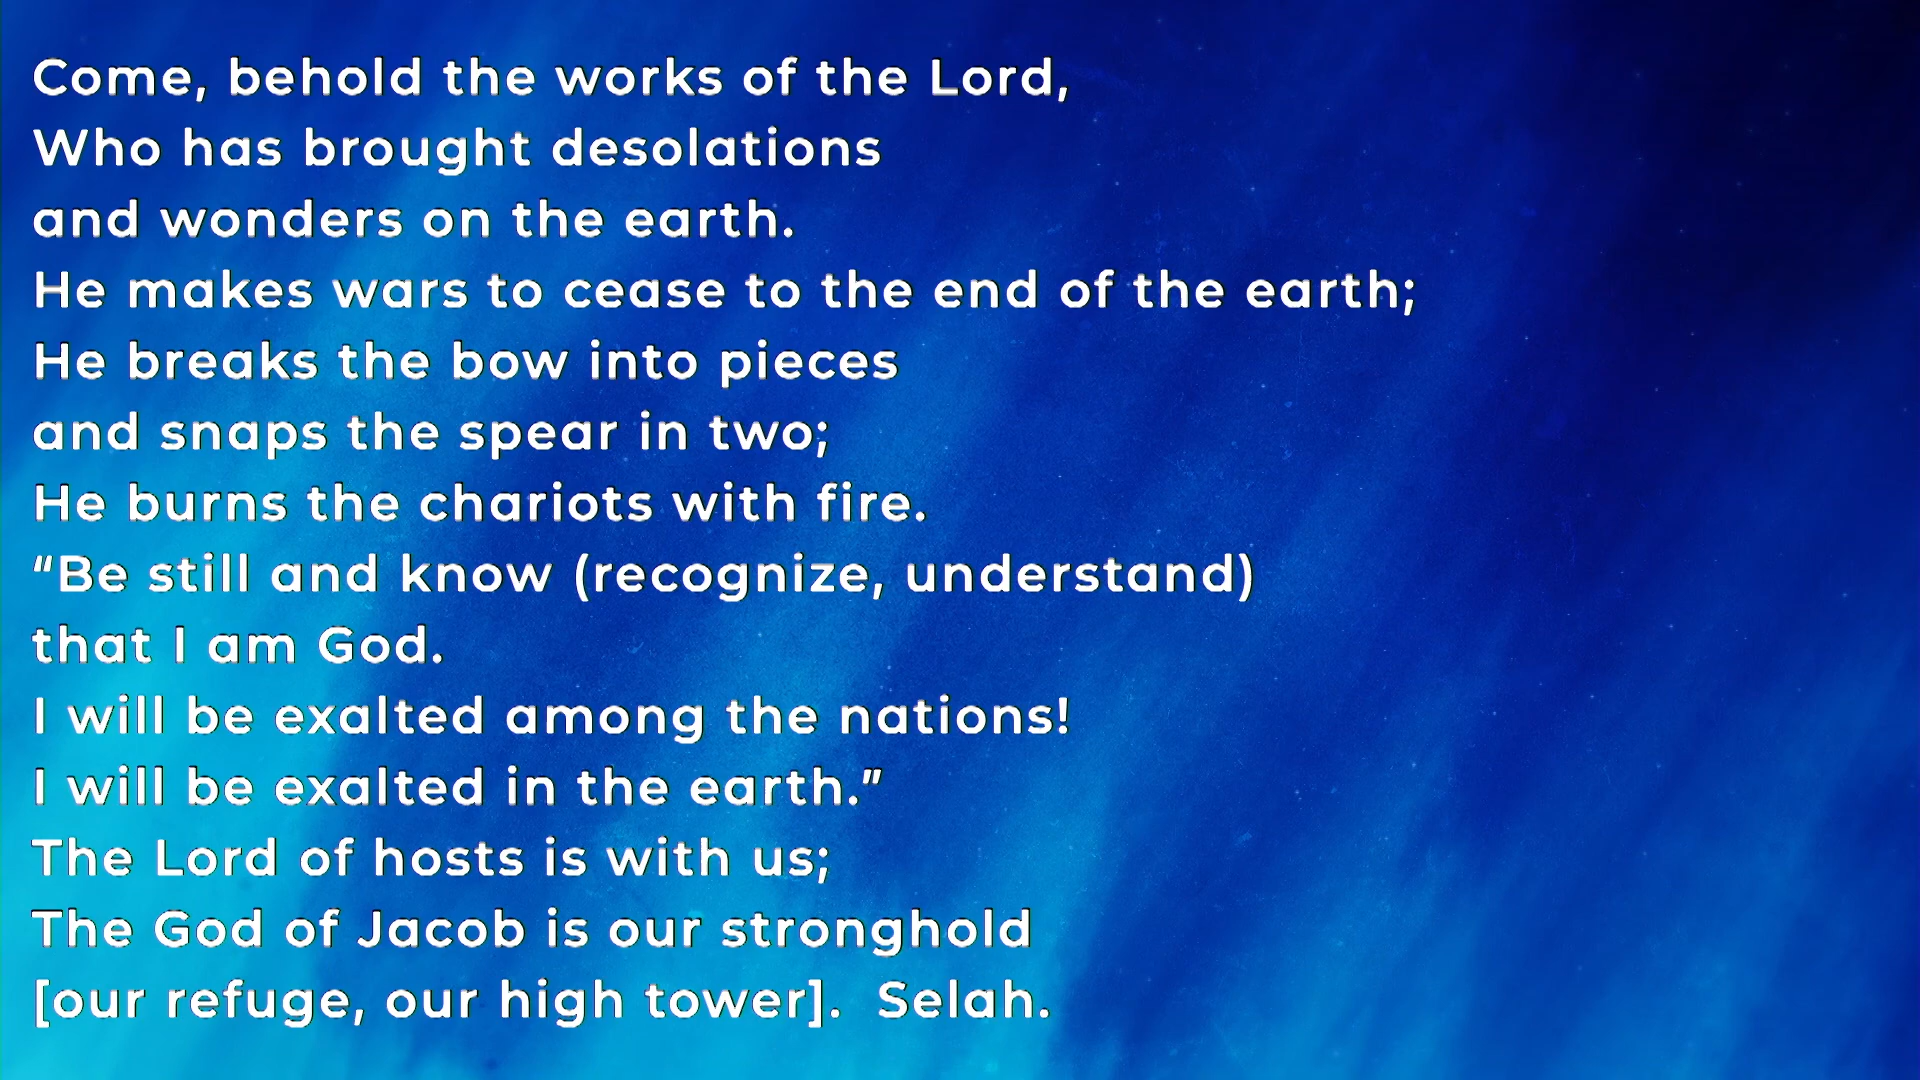 Come, behold the works of the Lord,
Who has brought desolations
and wonders on the earth.
He makes wars to cease to the end of the earth;
He breaks the bow into pieces
and snaps the spear in two;
He burns the chariots with fire.
“Be still and know (recognize, understand)
that I am God.
I will be exalted among the nations!
I will be exalted in the earth.”
The Lord of hosts is with us;
The God of Jacob is our stronghold
[our refuge, our high tower].  Selah.